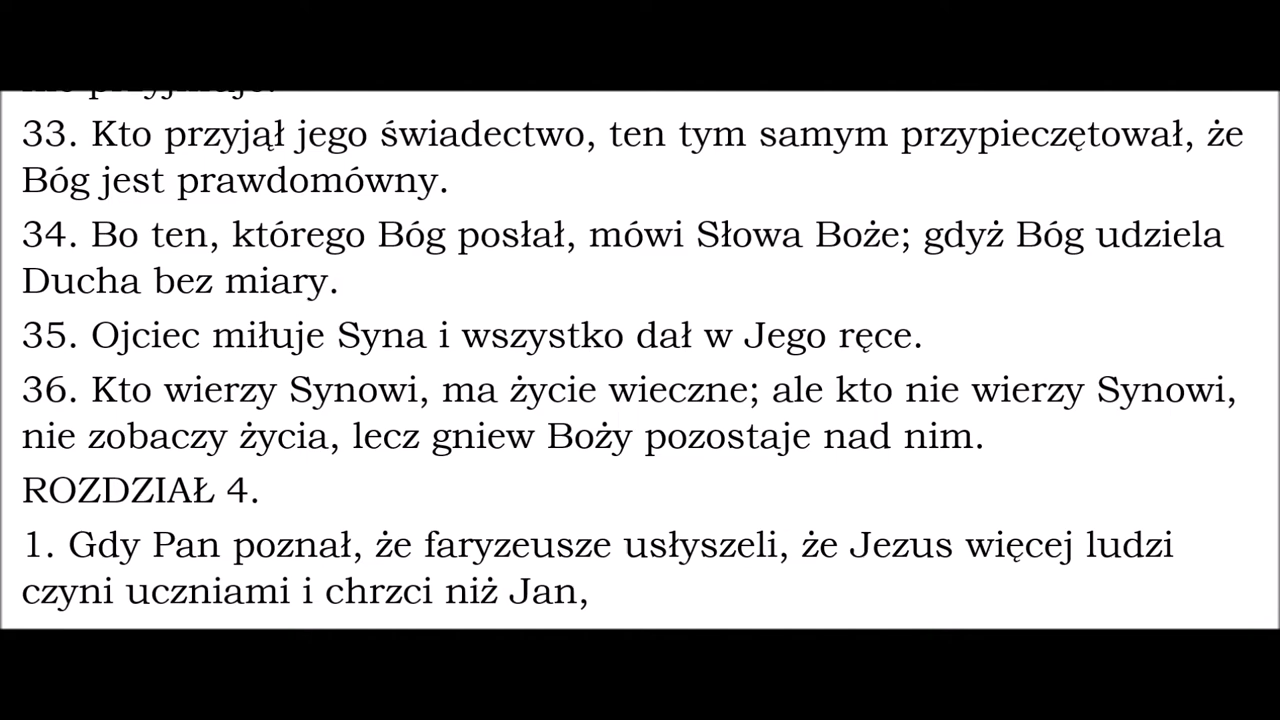 33. Kto przyjął jego świadectwo, ten tym samym przypieczętował, że
Bóg jest prawdomówny.
34. Bo ten, którego Bóg posłał, mówi Słowa Boże; gdyż Bóg udziela
Ducha bez miary.
35. Ojciec miłuje Syna i wszystko dał w Jego ręce.
36. Kto wierzy Synowi, ma życie wieczne; ale kto nie wierzy Synowi,
nie zobaczy życia, lecz gniew Boży pozostaje nad nim.
ROZDZIAŁ 4.
1. Gdy Pan poznał, że faryzeusze usłyszeli, że Jezus więcej ludzi
czyni uczniami i chrzci niż Jan,